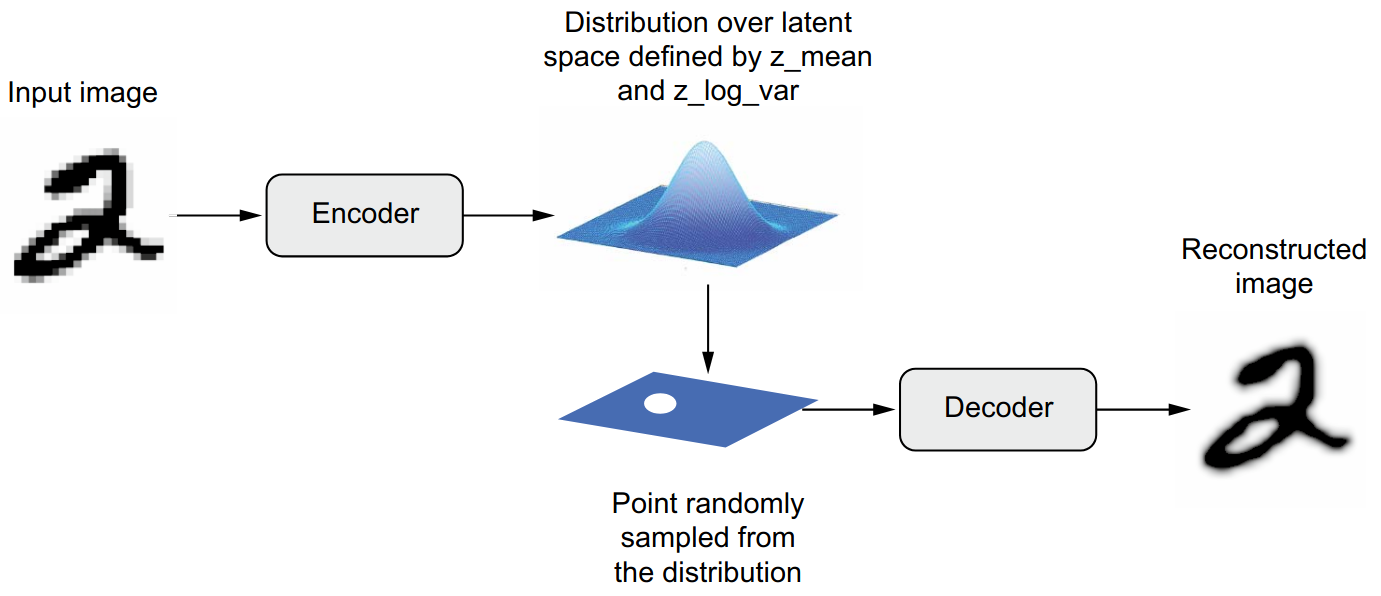 Distribution over latent
space defined by z_mean
and z_log_var
Input image
Encoder
Reconstructed
image
Decoder
Point randomly
sampled from
the distribution